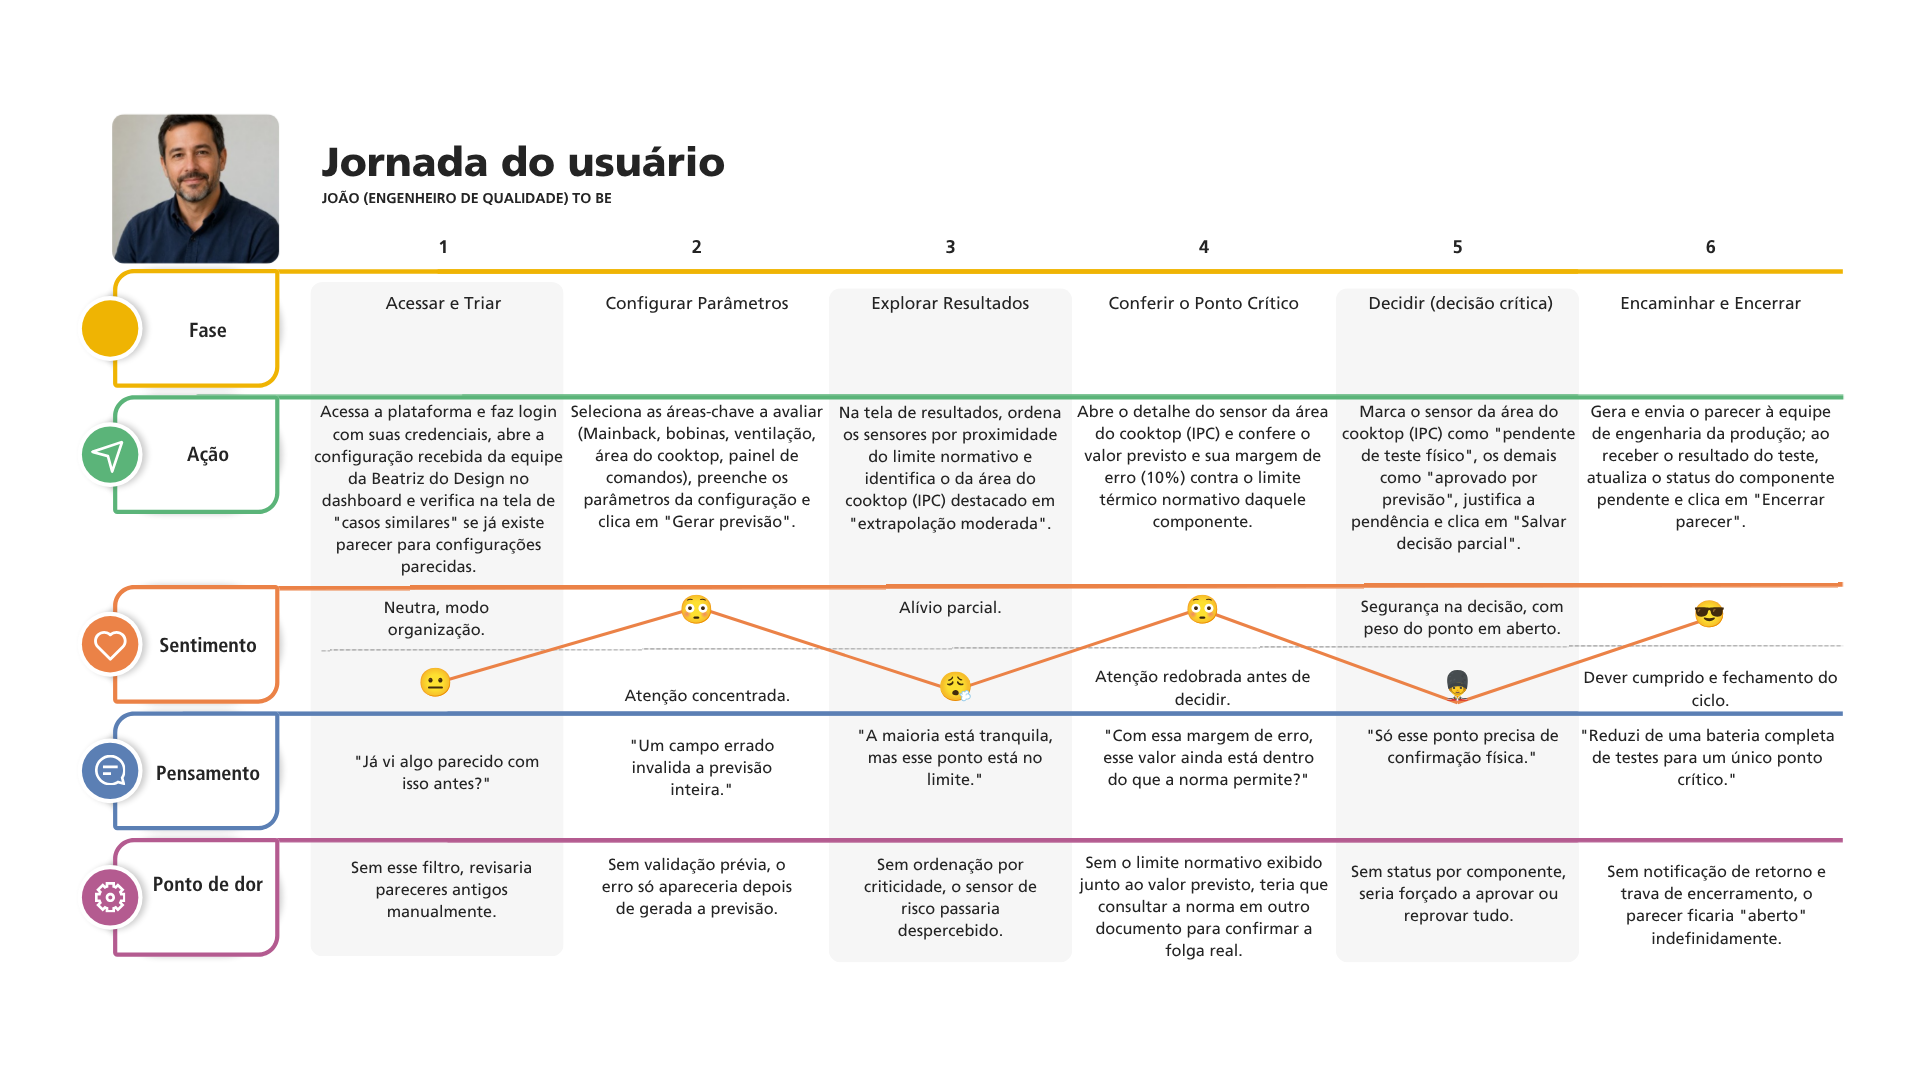 Jornada do usuário
JOÃO (ENGENHEIRO DE QUALIDADE) TO BE
1
2
3
4
5
6
Fase
Acessar e Triar
Configurar Parâmetros
Explorar Resultados
Conferir o Ponto Crítico
Decidir (decisão crítica)
Encaminhar e Encerrar
Ação
Acessa a plataforma e faz login
com suas credenciais, abre a
configuração recebida da equipe
da Beatriz do Design no
dashboard e verifica na tela de
"casos similares" se já existe
parecer para configurações
parecidas.
Seleciona as áreas-chave a avaliar
(Mainback, bobinas, ventilação,
área do cooktop, painel de
comandos), preenche os
parâmetros da configuração e
clica em "Gerar previsão".
Na tela de resultados, ordena
os sensores por proximidade
do limite normativo e
identifica o da área do
cooktop (IPC) destacado em
"extrapolação moderada".
Abre o detalhe do sensor da área
do cooktop (IPC) e confere o
valor previsto e sua margem de
erro (10%) contra o limite
térmico normativo daquele
componente.
Marca o sensor da área do
cooktop (IPC) como "pendente
de teste físico", os demais
como "aprovado por
previsão", justifica a
pendência e clica em "Salvar
decisão parcial".
Gera e envia o parecer à equipe
de engenharia da produção; ao
receber o resultado do teste,
atualiza o status do componente
pendente e clica em "Encerrar
parecer".
Sentimento
Neutra, modo
organização.
Atenção concentrada.
Alívio parcial.
Atenção redobrada antes de
decidir.
Segurança na decisão, com
peso do ponto em aberto.
Dever cumprido e fechamento do
ciclo.
Pensamento
"Já vi algo parecido com
isso antes?"
"Um campo errado
invalida a previsão
inteira."
"A maioria está tranquila,
mas esse ponto está no
limite."
"Com essa margem de erro,
esse valor ainda está dentro
do que a norma permite?"
"Só esse ponto precisa de
confirmação física."
"Reduzi de uma bateria completa
de testes para um único ponto
crítico."
Ponto de dor
Sem esse filtro, revisaria
pareceres antigos
manualmente.
Sem validação prévia, o
erro só apareceria depois
de gerada a previsão.
Sem ordenação por
criticidade, o sensor de
risco passaria
despercebido.
Sem o limite normativo exibido
junto ao valor previsto, teria que
consultar a norma em outro
documento para confirmar a
folga real.
Sem status por componente,
seria forçado a aprovar ou
reprovar tudo.
Sem notificação de retorno e
trava de encerramento, o
parecer ficaria "aberto"
indefinidamente.